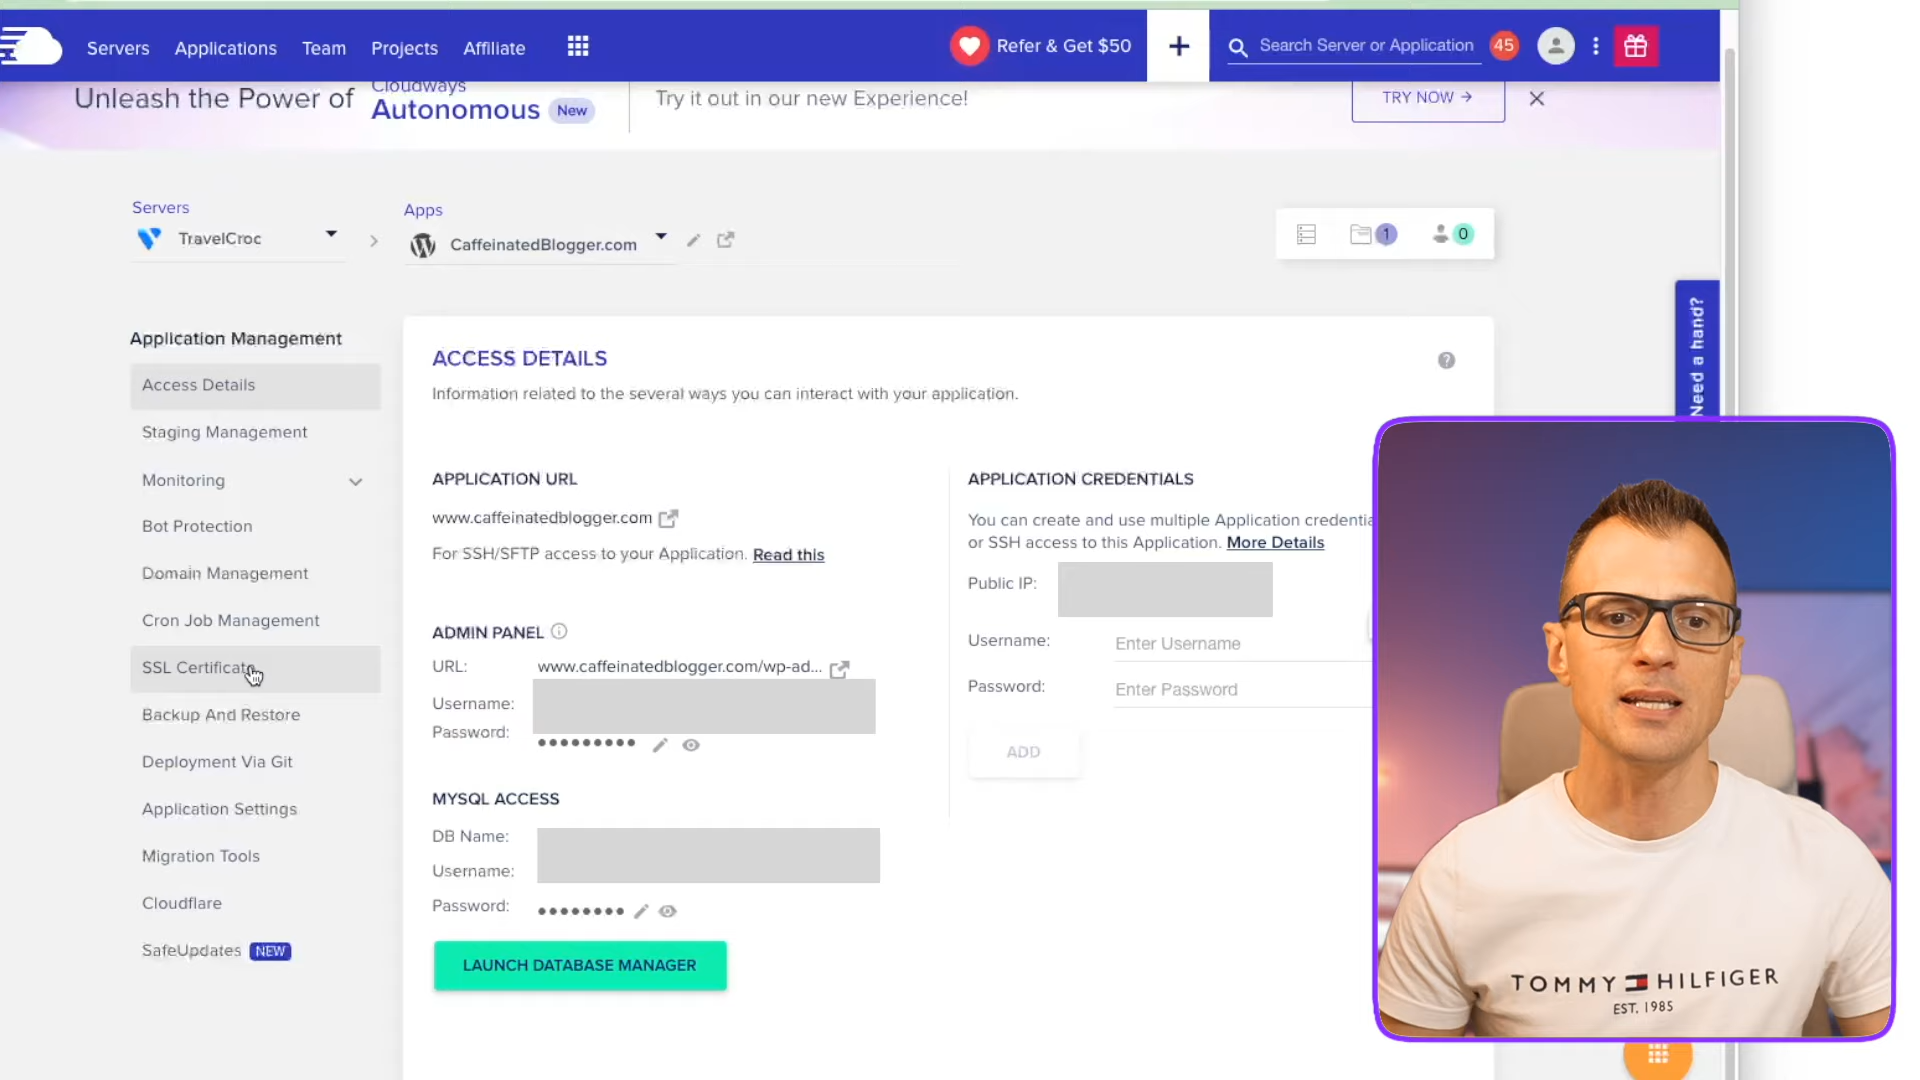 Servers Applications Team Projects Affiliate
Refer & Get $50
+
Search Server or Application 45
Unleash the Power of
Cloudways
Autonomous New
Try it out in our new Experience!
TRY NOW →
Servers
TravelCroc
Apps
CaffeinatedBlogger.com
1
0
Need a hand?
Application Management
Access Details
Staging Management
Monitoring
Bot Protection
Domain Management
Cron Job Management
SSL Certificate
Backup And Restore
Deployment Via Git
Application Settings
Migration Tools
Cloudflare
SafeUpdates NEW
ACCESS DETAILS
Information related to the several ways you can interact with your application.
APPLICATION URL
www.caffeinatedblogger.com
For SSH/SFTP access to your Application. Read this
ADMIN PANEL
URL: www.caffeinatedblogger.com/wp-ad...
Username:
Password: •••••••••
MYSQL ACCESS
DB Name:
Username:
Password: ••••••••
LAUNCH DATABASE MANAGER
APPLICATION CREDENTIALS
You can create and use multiple Application credentia
or SSH access to this Application. More Details
Public IP:
Username: Enter Username
Password: Enter Password
ADD
TOMMY HILFIGER
EST. 1985